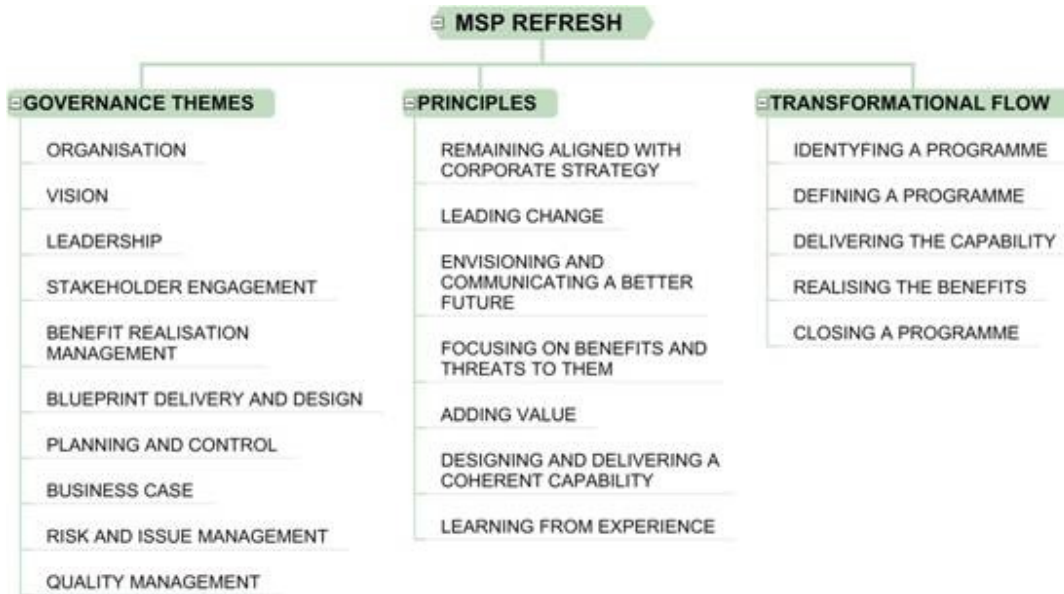 MSP REFRESH
GOVERNANCE THEMES
ORGANISATION
VISION
LEADERSHIP
STAKEHOLDER ENGAGEMENT
BENEFIT REALISATION
MANAGEMENT
BLUEPRINT DELIVERY AND DESIGN
PLANNING AND CONTROL
BUSINESS CASE
RISK AND ISSUE MANAGEMENT
QUALITY MANAGEMENT
PRINCIPLES
REMAINING ALIGNED WITH
CORPORATE STRATEGY
LEADING CHANGE
ENVISIONING AND
COMMUNICATING A BETTER
FUTURE
FOCUSING ON BENEFITS AND
THREATS TO THEM
ADDING VALUE
DESIGNING AND DELIVERING A
COHERENT CAPABILITY
LEARNING FROM EXPERIENCE
TRANSFORMATIONAL FLOW
IDENTYFING A PROGRAMME
DEFINING A PROGRAMME
DELIVERING THE CAPABILITY
REALISING THE BENEFITS
CLOSING A PROGRAMME